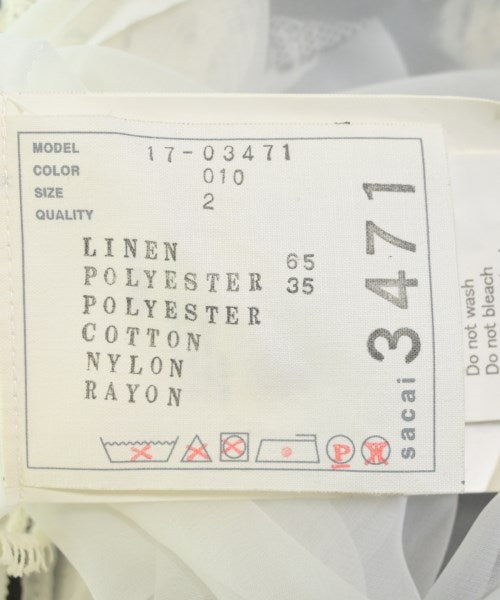 MODEL 17-03471
COLOR 010
SIZE 2
QUALITY
LINEN 65
POLYESTER 35
POLYESTER
COTTON
NYLON
RAYON
P
W
sacai 3471
Do not wash
Do not bleach